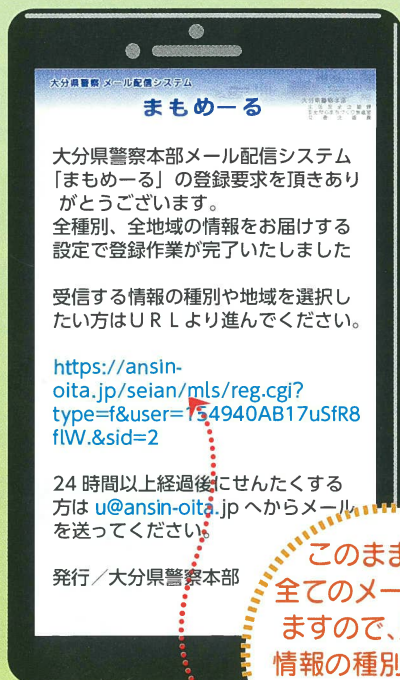 大分県警察 メール配信システム
まもめーる
大分県警察本部メール配信システム
「まもめーる」の登録要求を頂きあり
がとうございます。
全種別、全地域の情報をお届けする
設定で登録作業が完了いたしました
受信する情報の種別や地域を選択し
たい方はＵＲＬより進んでください。
https://ansin-
oita.jp/seian/mls/reg.cgi?
type=f&user=154940AB17uSfR8
flW.&sid=2
24 時間以上経過後にせんたくする
方は u@ansin-oita.jp へからメール
を送ってください。
発行／大分県警察本部
このまま
全てのメー
ますので、
情報の種別